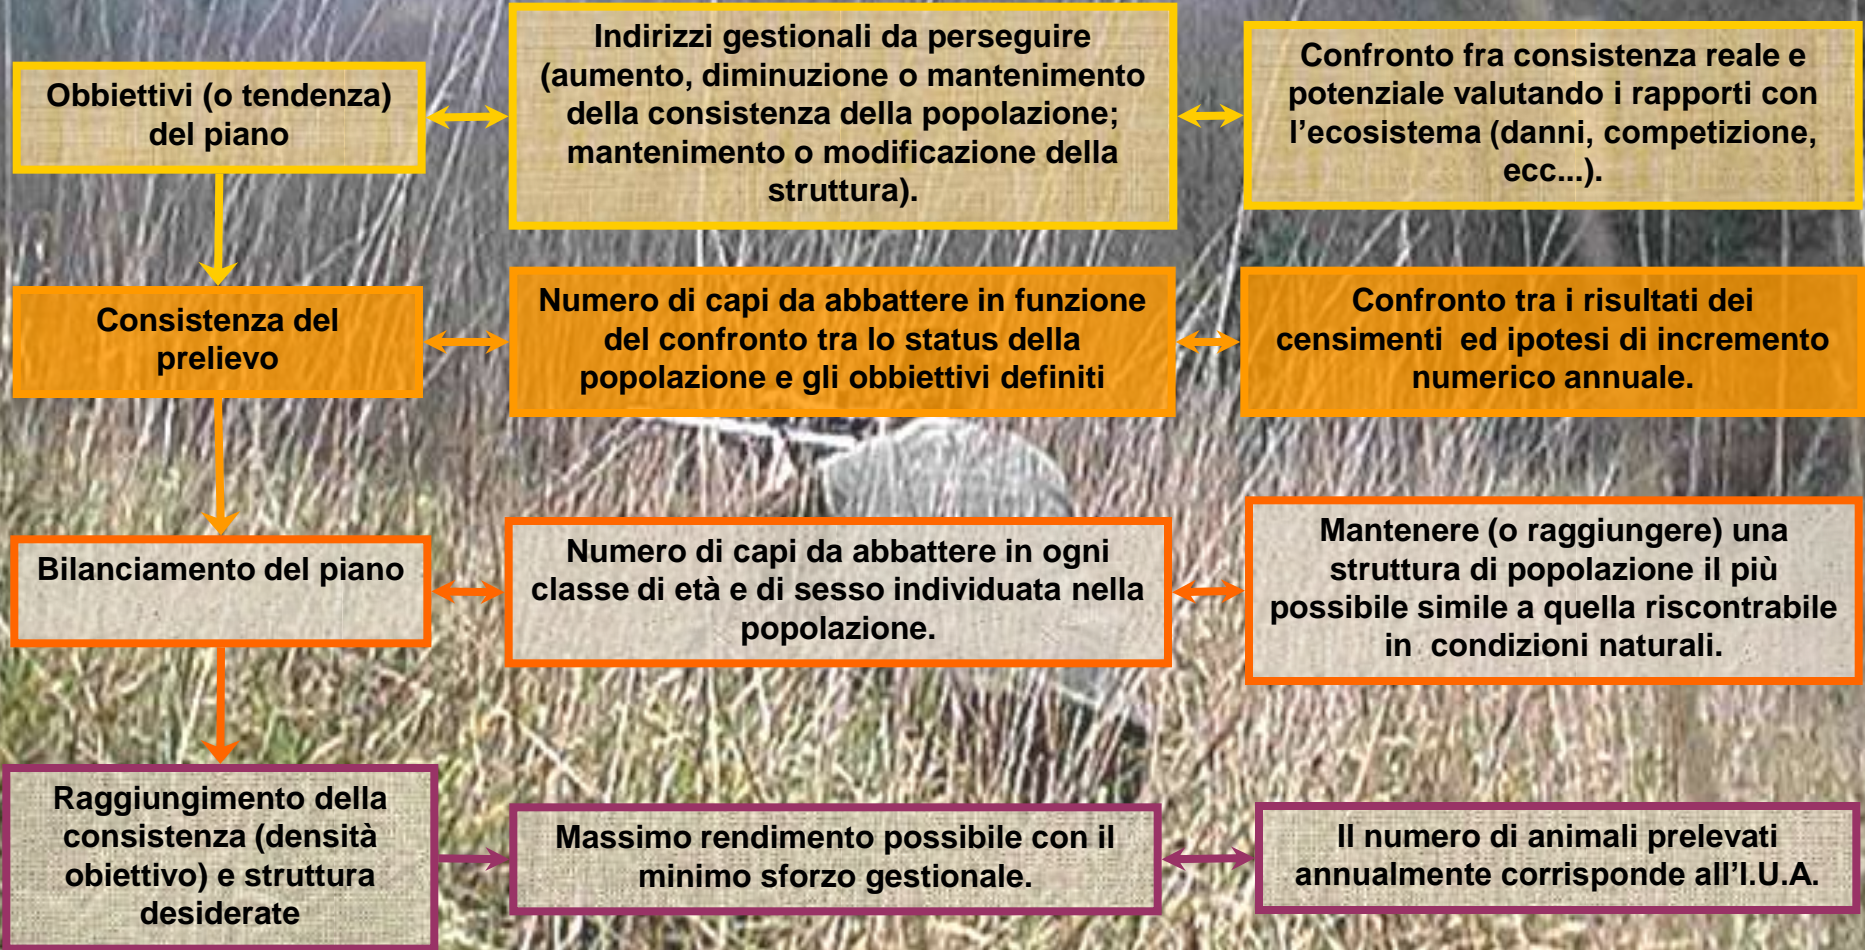 Obbiettivi (o tendenza)
del piano
Indirizzi gestionali da perseguire
(aumento, diminuzione o mantenimento
della consistenza della popolazione;
mantenimento o modificazione della
struttura).
Confronto fra consistenza reale e
potenziale valutando i rapporti con
l’ecosistema (danni, competizione,
ecc...).
Consistenza del
prelievo
Numero di capi da abbattere in funzione
del confronto tra lo status della
popolazione e gli obbiettivi definiti
Confronto tra i risultati dei
censimenti ed ipotesi di incremento
numerico annuale.
Bilanciamento del piano
Numero di capi da abbattere in ogni
classe di età e di sesso individuata nella
popolazione.
Mantenere (o raggiungere) una
struttura di popolazione il più
possibile simile a quella riscontrabile
in condizioni naturali.
Raggiungimento della
consistenza (densità
obiettivo) e struttura
desiderate
Massimo rendimento possibile con il
minimo sforzo gestionale.
Il numero di animali prelevati
annualmente corrisponde all’I.U.A.